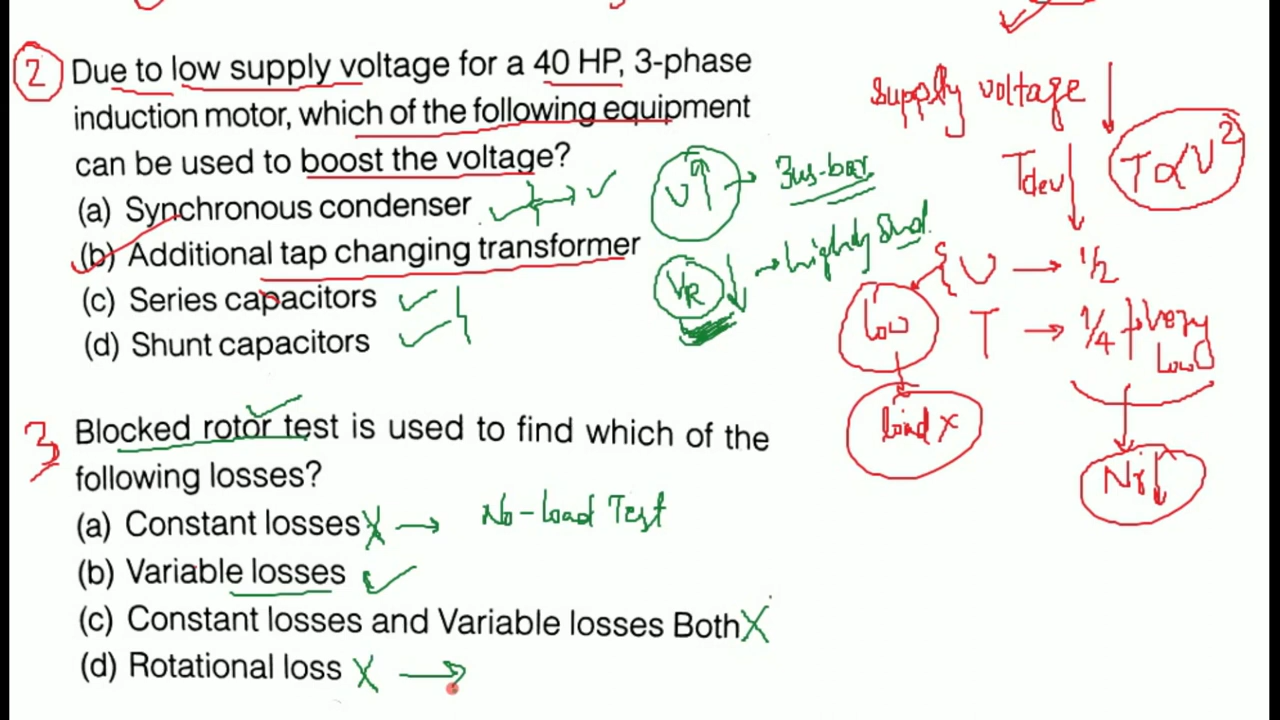 2 Due to low supply voltage for a 40 HP, 3-phase
induction motor, which of the following equipment
can be used to boost the voltage?
(a) Synchronous condenser
(b) Additional tap changing transformer
(c) Series capacitors
(d) Shunt capacitors
V↑ → Bus-bar
VR ↓ → highly
Supply voltage ↓
Tdev ↓
T ∝ V²
V → 1/2
Low T → 1/4 → Very Low
load X
Nr↓
3 Blocked rotor test is used to find which of the
following losses?
(a) Constant losses X → No-load Test
(b) Variable losses
(c) Constant losses and Variable losses Both X
(d) Rotational loss X →